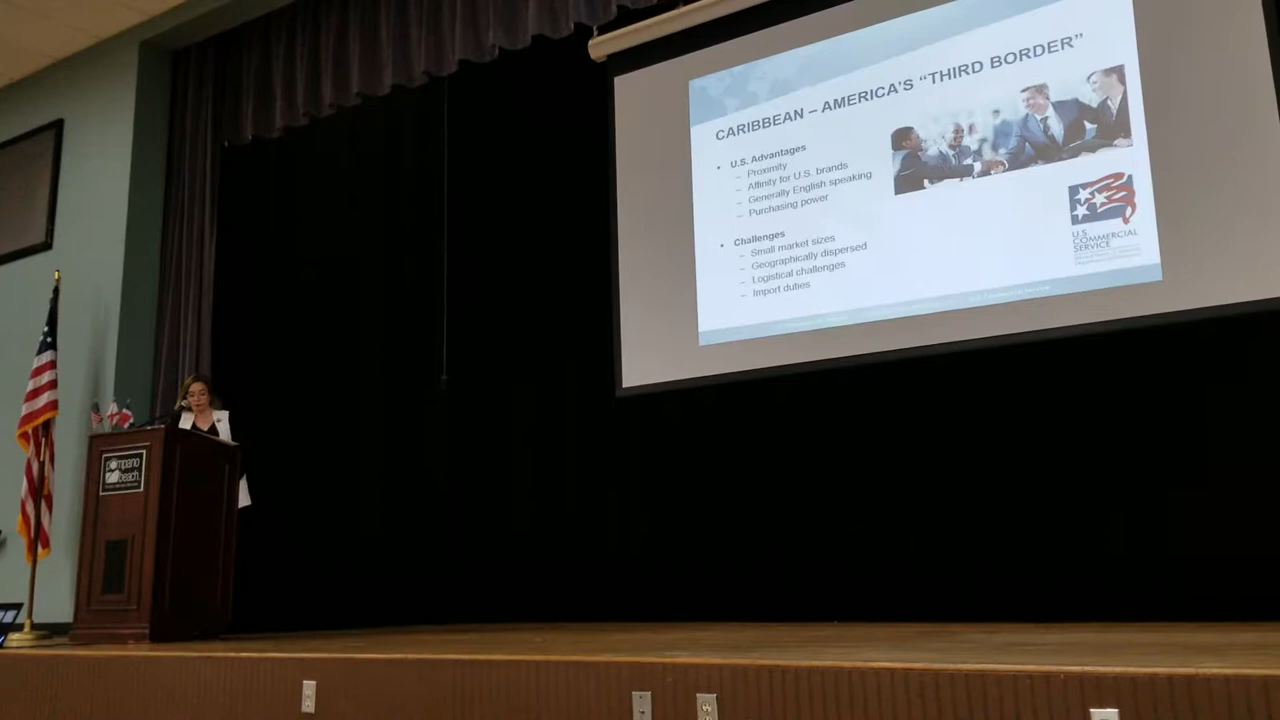 CARIBBEAN – AMERICA'S “THIRD BORDER”
• U.S. Advantages
– Proximity
– Affinity for U.S. brands
– Generally English speaking
– Purchasing power
• Challenges
– Small market sizes
– Geographically dispersed
– Logistical challenges
– Import duties
U.S.
COMMERCIAL
SERVICE
pompano
beach